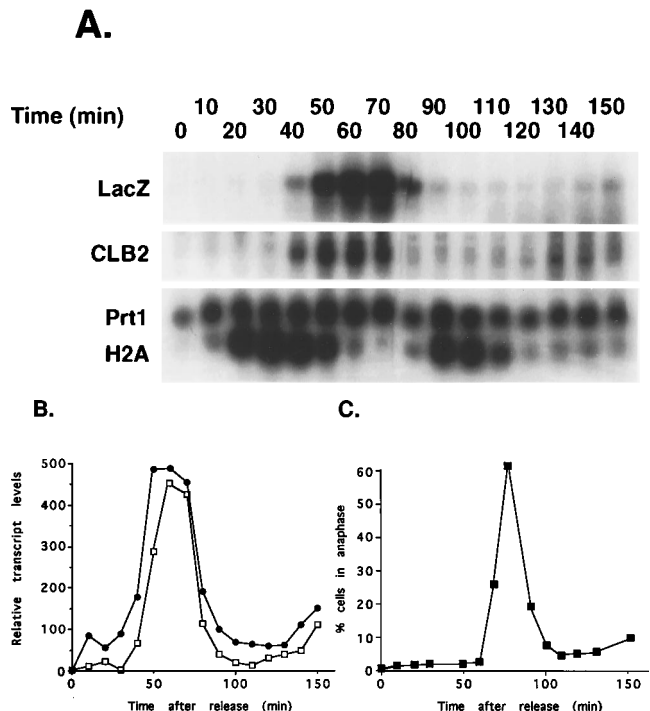 A.
10 30 50 70 90 110 130 150
Time (min)
0 20 40 60 80 100 120 140
LacZ
CLB2
Prt1
H2A
B.
C.
Relative transcript levels
500
400
300
200
100
0
0 50 100 150
Time after release (min)
% cells in anaphase
60
50
40
30
20
10
0
0 50 100 150
Time after release (min)